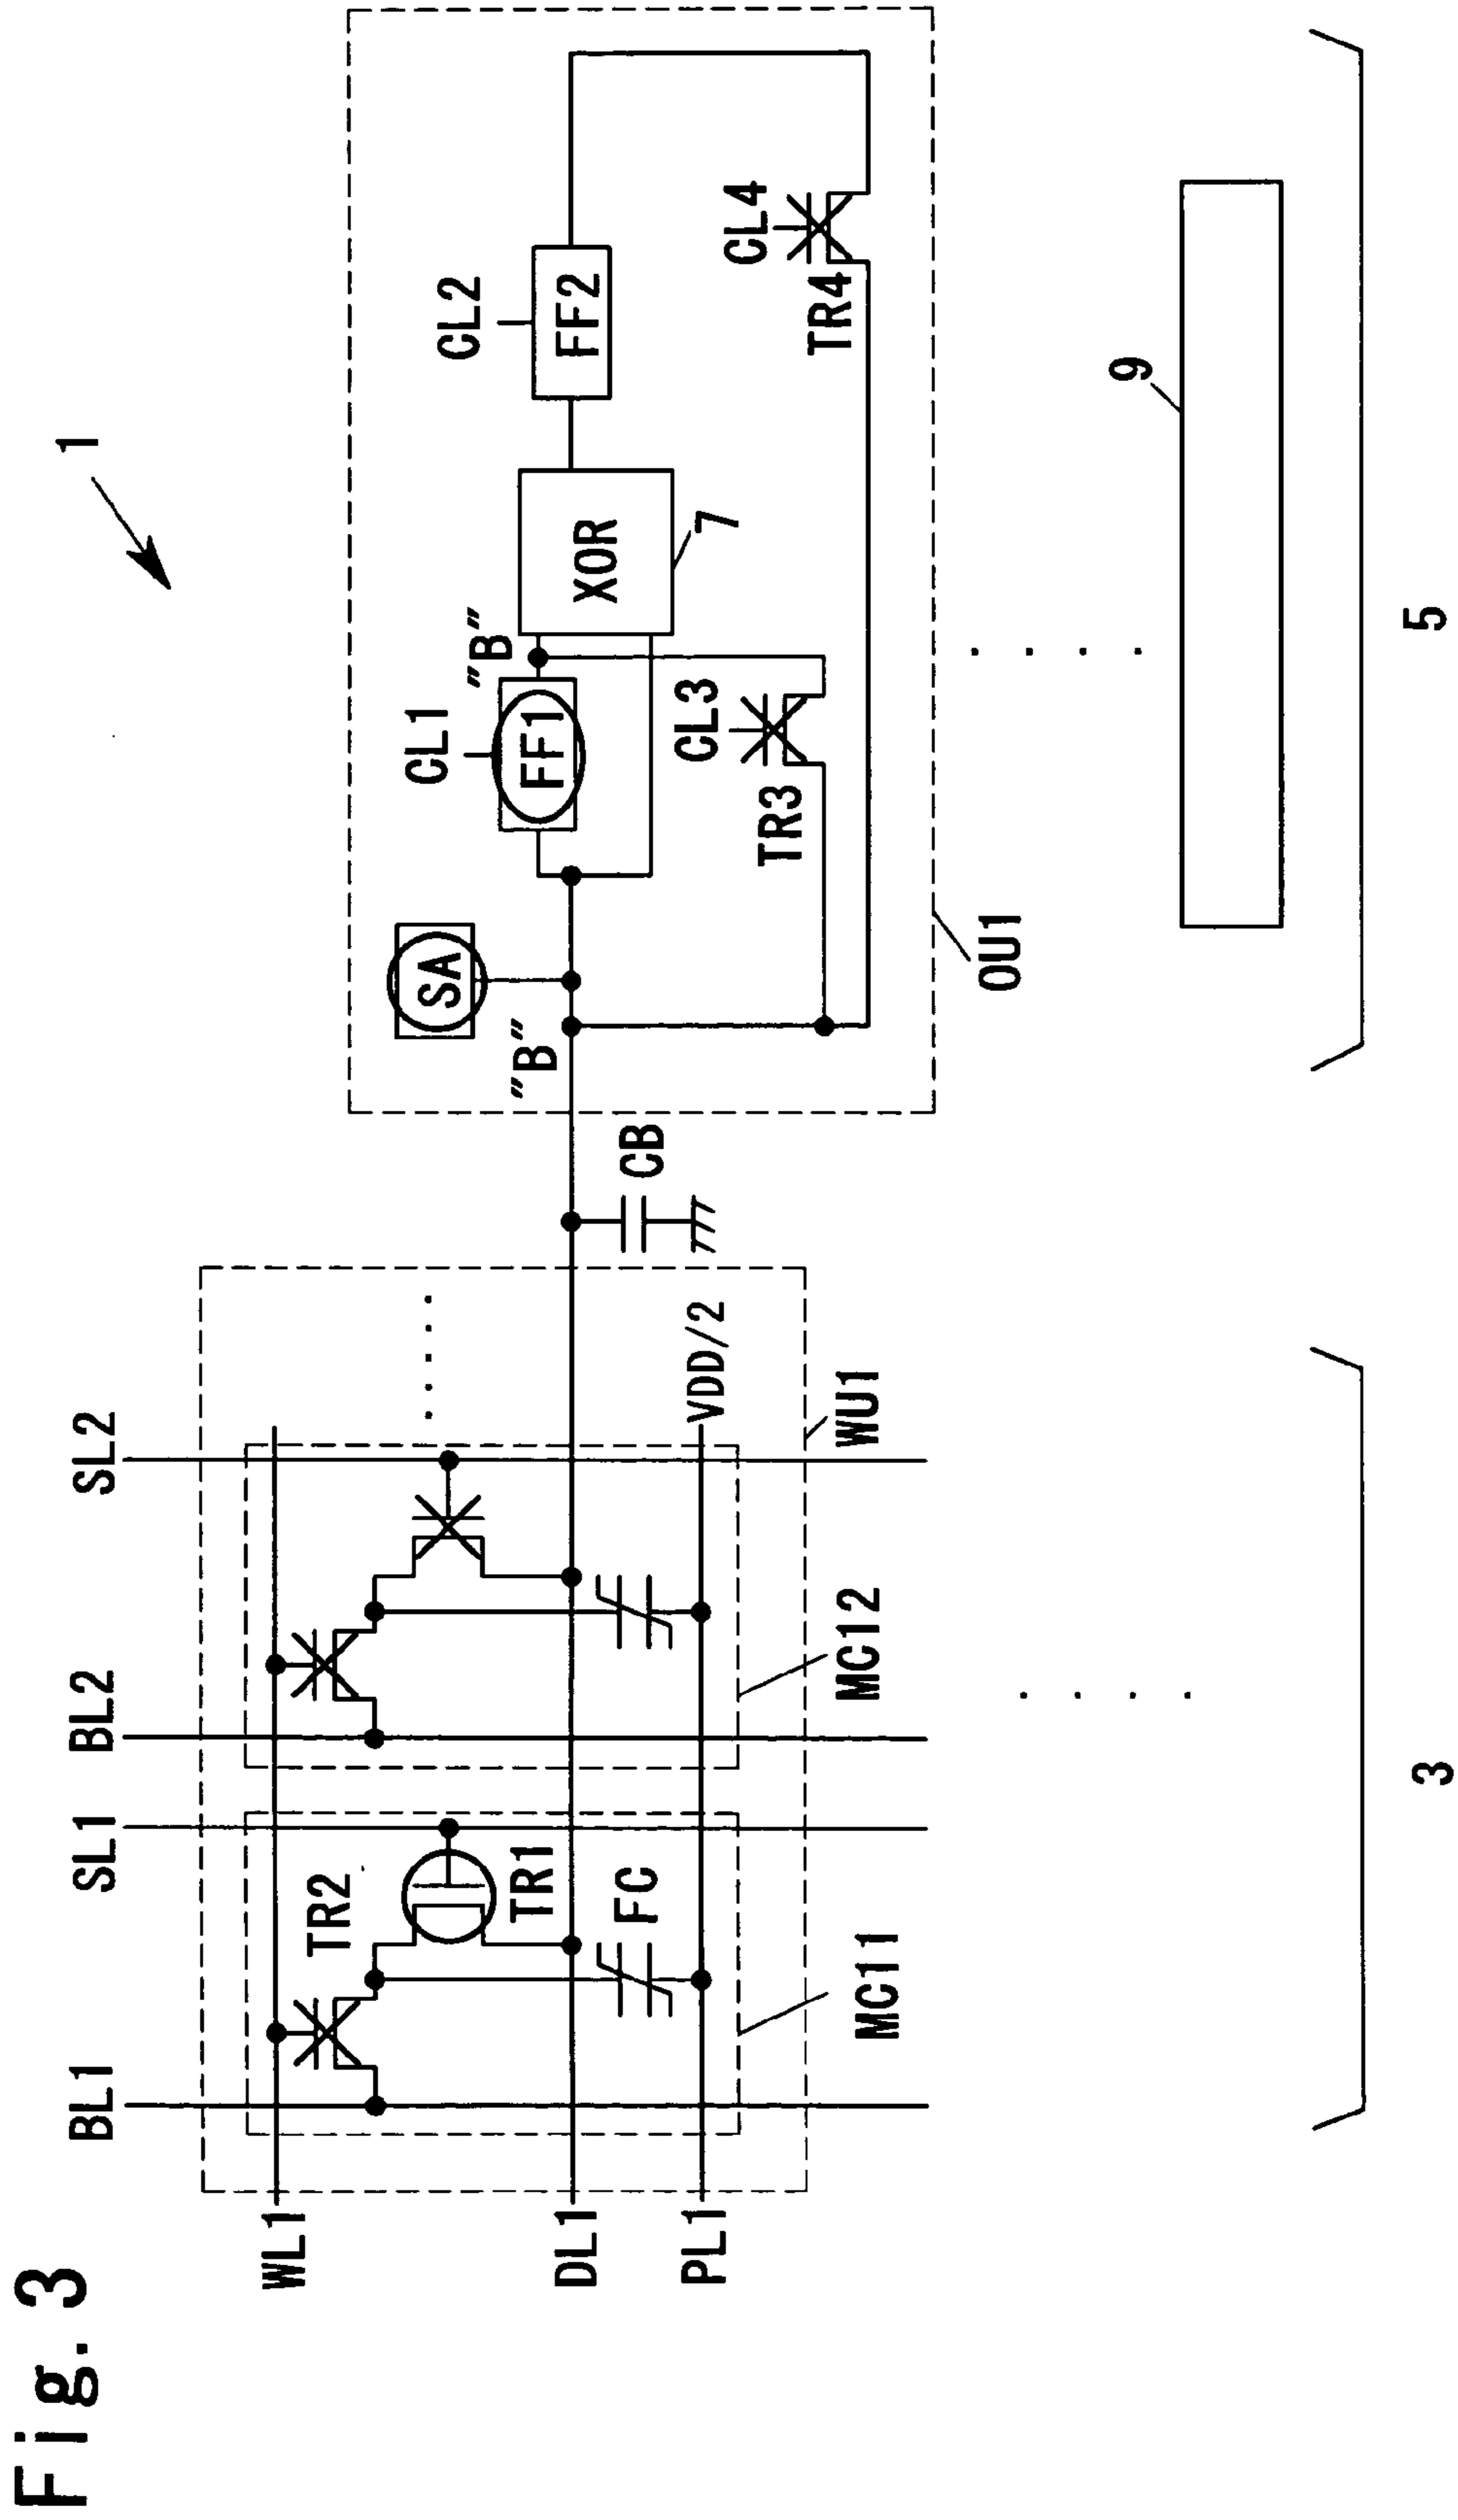 Fig. 3
1
BL1
SL1
BL2
SL2
WL1
TR2
TR1
DL1
FC
PL1
VDD/2
MC11
MC12
WU1
CB
"B"
SA
CL1
FF1
"B"
XOR
7
CL2
FF2
CL3
TR3
CL4
TR4
OU1
9
3
5